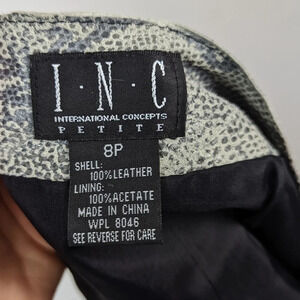 I·N·C
INTERNATIONAL CONCEPTS
PETITE
8P
SHELL:
100%LEATHER
LINING:
100%ACETATE
MADE IN CHINA
WPL 8046
SEE REVERSE FOR CARE